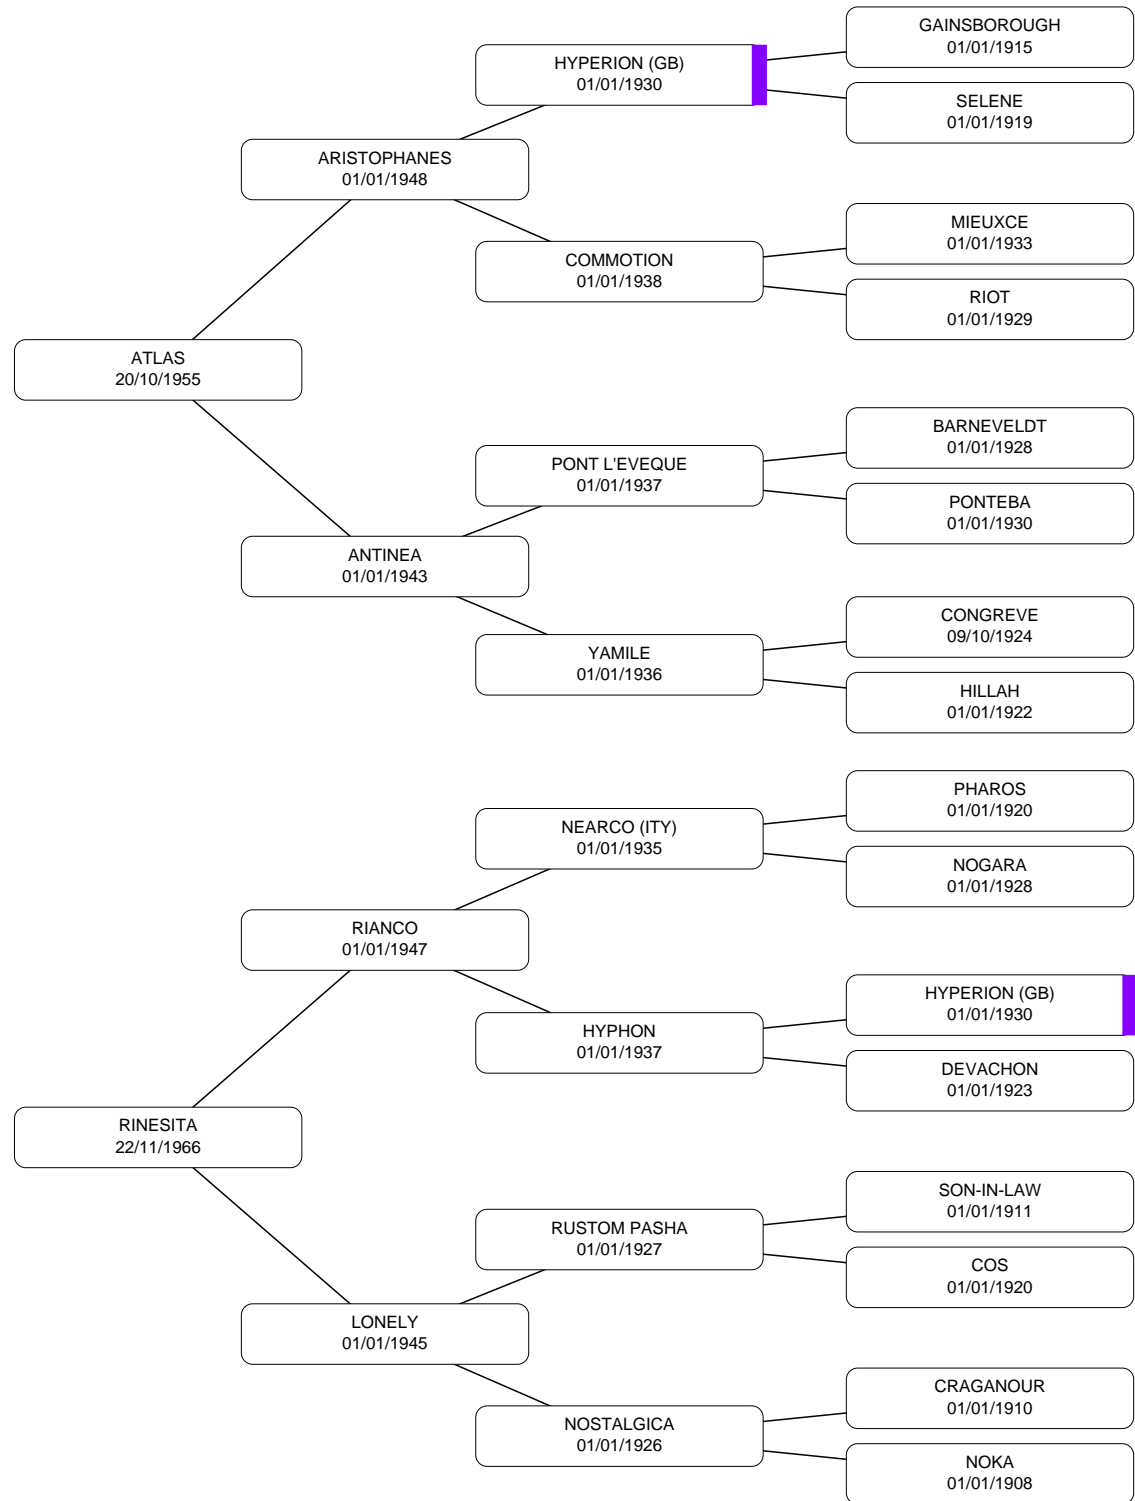 GAINSBOROUGH
01/01/1915
HYPERION (GB)
01/01/1930
SELENE
01/01/1919
ARISTOPHANES
01/01/1948
MIEUXCE
01/01/1933
COMMOTION
01/01/1938
RIOT
01/01/1929
ATLAS
20/10/1955
BARNEVELDT
01/01/1928
PONT L'EVEQUE
01/01/1937
PONTEBA
01/01/1930
ANTINEA
01/01/1943
CONGREVE
09/10/1924
YAMILE
01/01/1936
HILLAH
01/01/1922
PHAROS
01/01/1920
NEARCO (ITY)
01/01/1935
NOGARA
01/01/1928
RIANCO
01/01/1947
HYPERION (GB)
01/01/1930
HYPHON
01/01/1937
DEVACHON
01/01/1923
RINESITA
22/11/1966
SON-IN-LAW
01/01/1911
RUSTOM PASHA
01/01/1927
COS
01/01/1920
LONELY
01/01/1945
CRAGANOUR
01/01/1910
NOSTALGICA
01/01/1926
NOKA
01/01/1908